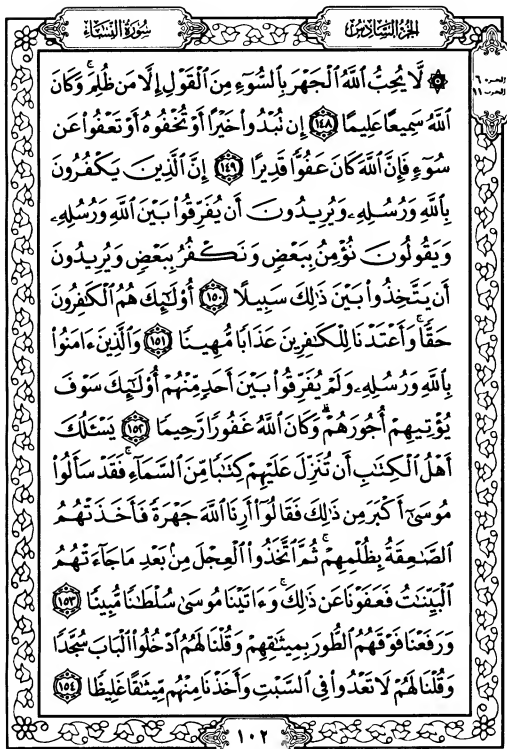 الجزء السادس
سورة النساء
الجزء ٦
الحزب ١١
۞ لَّا يُحِبُّ ٱللَّهُ ٱلْجَهْرَ بِٱلسُّوٓءِ مِنَ ٱلْقَوْلِ إِلَّا مَن ظُلِمَ ۚ وَكَانَ
ٱللَّهُ سَمِيعًا عَلِيمًا ١٤٨ إِن تُبْدُوا۟ خَيْرًا أَوْ تُخْفُوهُ أَوْ تَعْفُوا۟ عَن
سُوٓءٍ فَإِنَّ ٱللَّهَ كَانَ عَفُوًّا قَدِيرًا ١٤٩ إِنَّ ٱلَّذِينَ يَكْفُرُونَ
بِٱللَّهِ وَرُسُلِهِۦ وَيُرِيدُونَ أَن يُفَرِّقُوا۟ بَيْنَ ٱللَّهِ وَرُسُلِهِۦ
وَيَقُولُونَ نُؤْمِنُ بِبَعْضٍ وَنَكْفُرُ بِبَعْضٍ وَيُرِيدُونَ
أَن يَتَّخِذُوا۟ بَيْنَ ذَٰلِكَ سَبِيلًا ١٥٠ أُو۟لَـٰٓئِكَ هُمُ ٱلْكَـٰفِرُونَ
حَقًّا ۚ وَأَعْتَدْنَا لِلْكَـٰفِرِينَ عَذَابًا مُّهِينًا ١٥١ وَٱلَّذِينَ ءَامَنُوا۟
بِٱللَّهِ وَرُسُلِهِۦ وَلَمْ يُفَرِّقُوا۟ بَيْنَ أَحَدٍ مِّنْهُمْ أُو۟لَـٰٓئِكَ سَوْفَ
يُؤْتِيهِمْ أُجُورَهُمْ ۗ وَكَانَ ٱللَّهُ غَفُورًا رَّحِيمًا ١٥٢ يَسْـَٔلُكَ
أَهْلُ ٱلْكِتَـٰبِ أَن تُنَزِّلَ عَلَيْهِمْ كِتَـٰبًا مِّنَ ٱلسَّمَآءِ ۚ فَقَدْ سَأَلُوا۟
مُوسَىٰٓ أَكْبَرَ مِن ذَٰلِكَ فَقَالُوٓا۟ أَرِنَا ٱللَّهَ جَهْرَةً فَأَخَذَتْهُمُ
ٱلصَّـٰعِقَةُ بِظُلْمِهِمْ ۚ ثُمَّ ٱتَّخَذُوا۟ ٱلْعِجْلَ مِنۢ بَعْدِ مَا جَآءَتْهُمُ
ٱلْبَيِّنَـٰتُ فَعَفَوْنَا عَن ذَٰلِكَ ۚ وَءَاتَيْنَا مُوسَىٰ سُلْطَـٰنًا مُّبِينًا ١٥٣
وَرَفَعْنَا فَوْقَهُمُ ٱلطُّورَ بِمِيثَـٰقِهِمْ وَقُلْنَا لَهُمُ ٱدْخُلُوا۟ ٱلْبَابَ سُجَّدًا
وَقُلْنَا لَهُمْ لَا تَعْدُوا۟ فِى ٱلسَّبْتِ وَأَخَذْنَا مِنْهُم مِّيثَـٰقًا غَلِيظًا ١٥٤
١٠٢